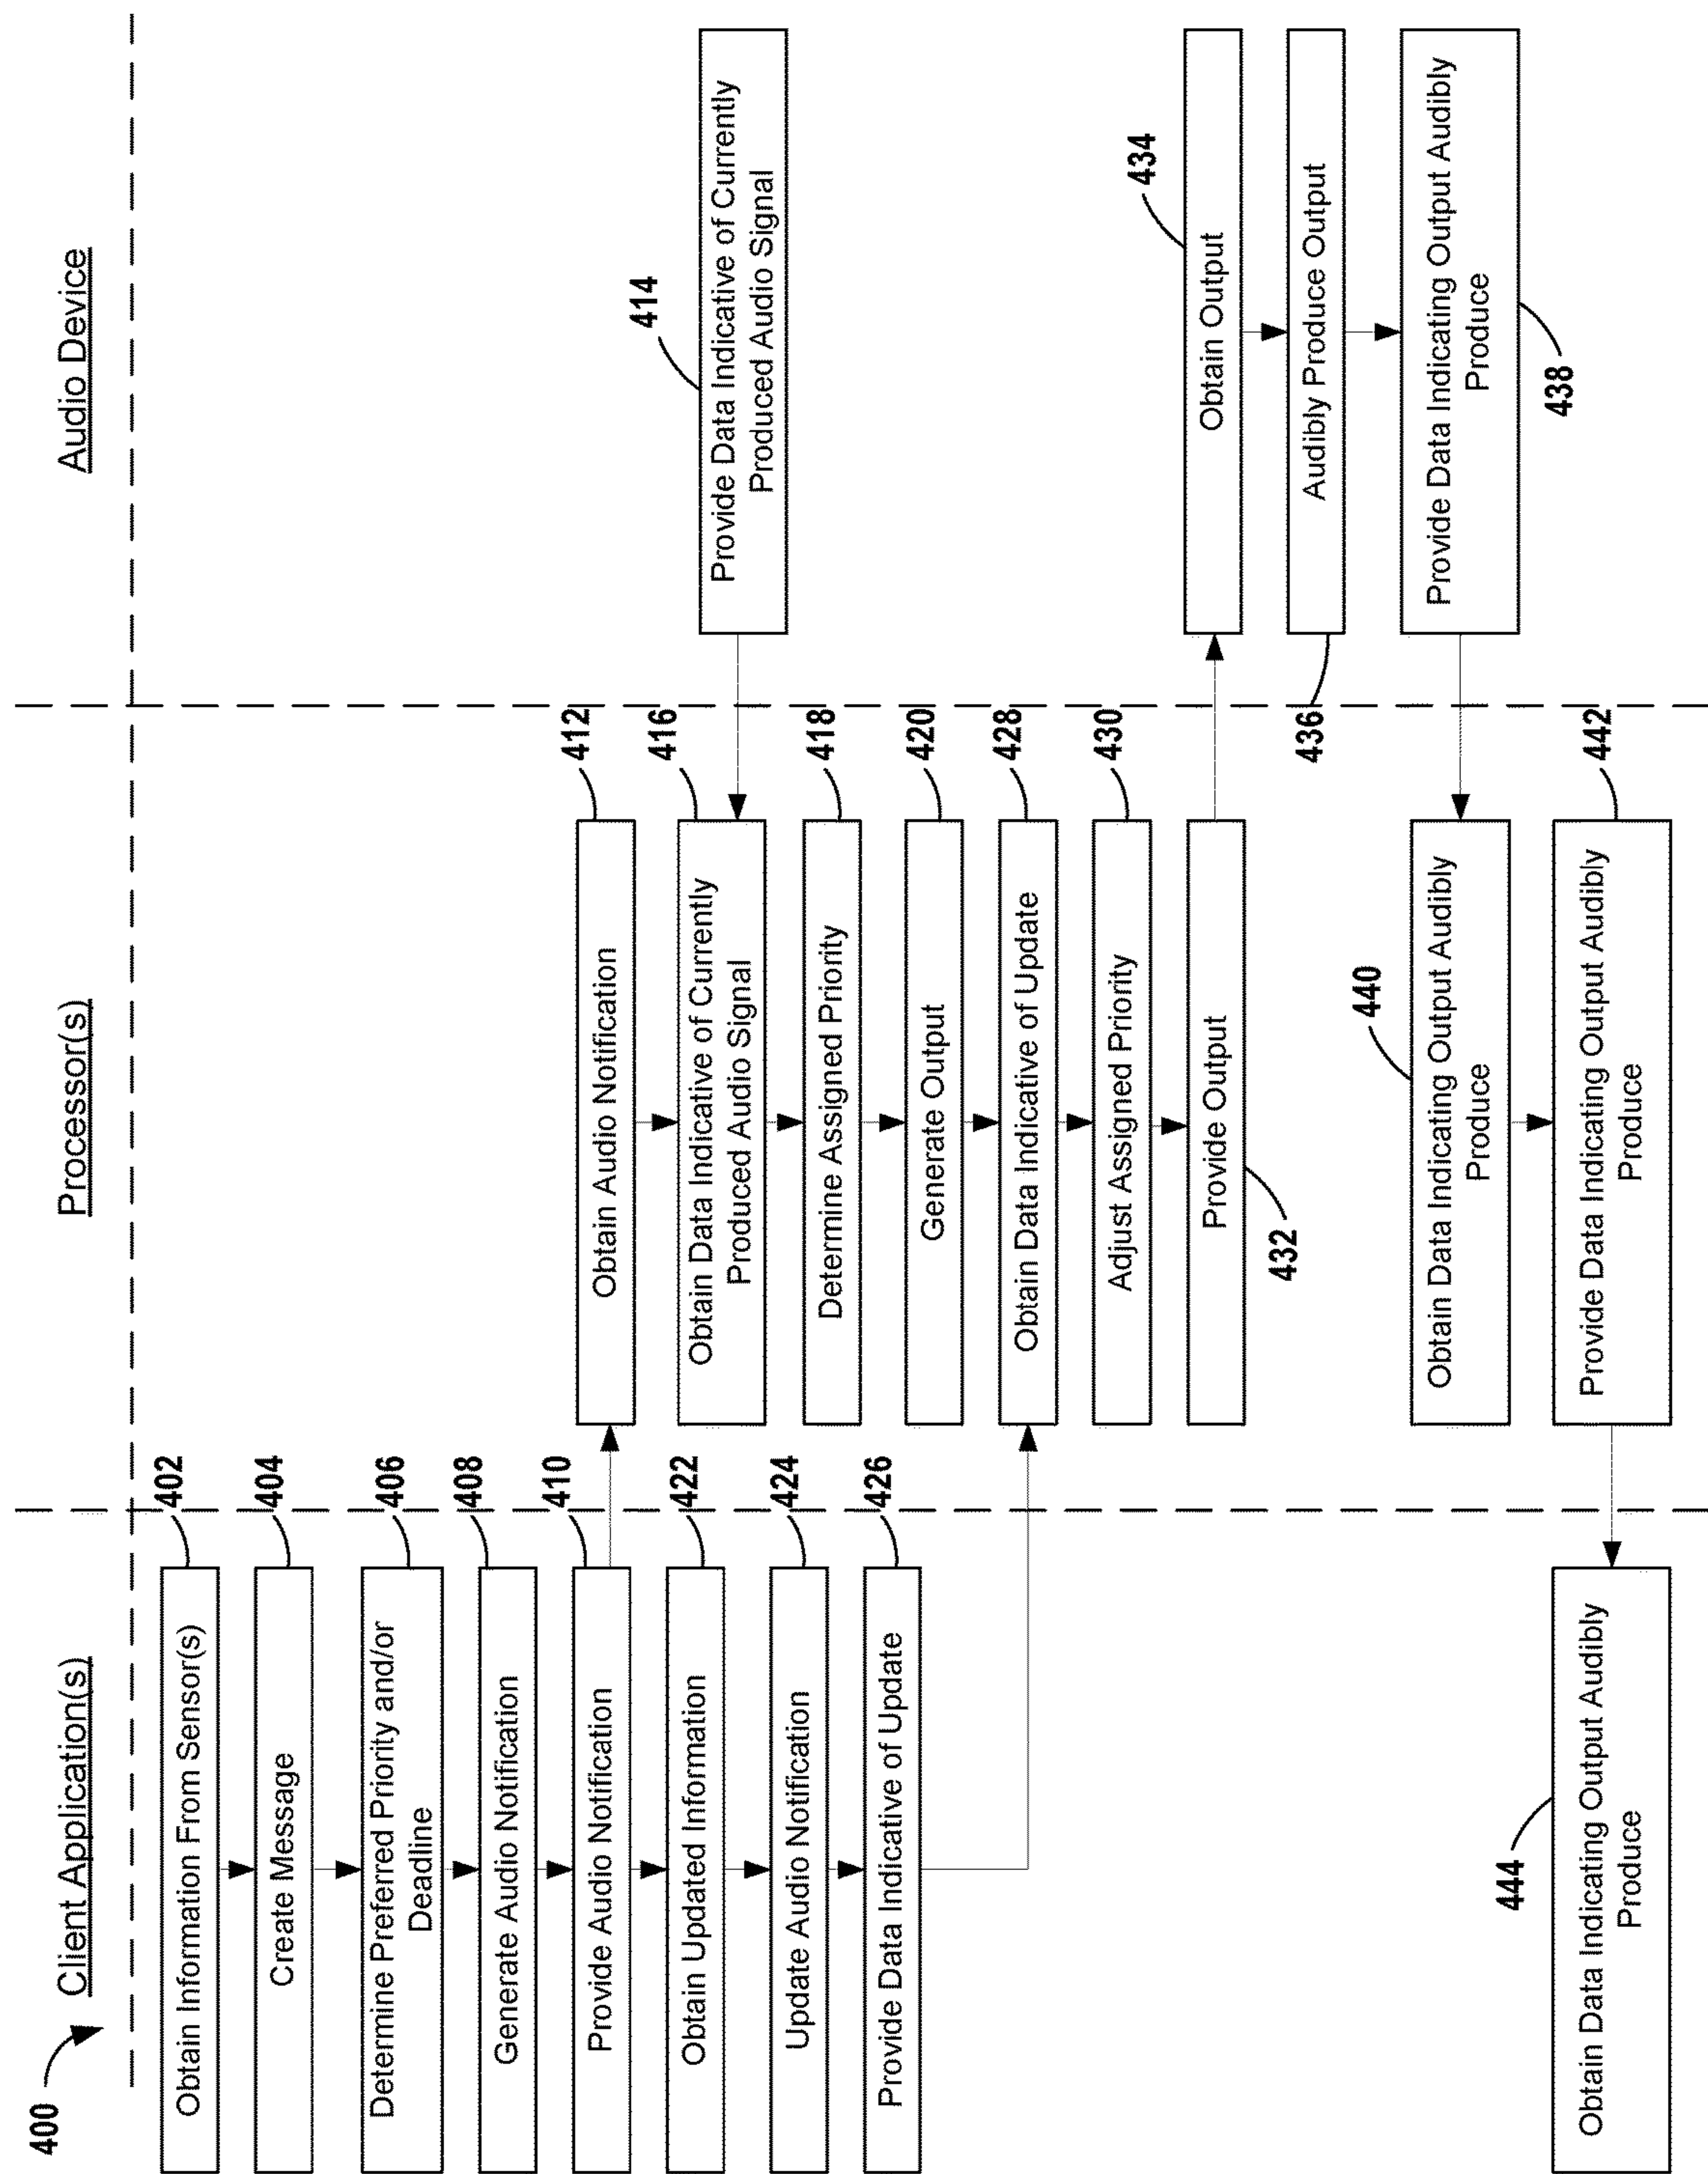 400
Client Application(s)
Processor(s)
Audio Device
402
Obtain Information From Sensor(s)
404
Create Message
406
Determine Preferred Priority and/or
Deadline
408
Generate Audio Notification
410
Provide Audio Notification
422
Obtain Updated Information
424
Update Audio Notification
426
Provide Data Indicative of Update
412
Obtain Audio Notification
416
Obtain Data Indicative of Currently
Produced Audio Signal
418
Determine Assigned Priority
420
Generate Output
428
Obtain Data Indicative of Update
430
Adjust Assigned Priority
Provide Output
432
414
Provide Data Indicative of Currently
Produced Audio Signal
434
Obtain Output
Audibly Produce Output
436
Provide Data Indicating Output Audibly
Produce
438
440
Obtain Data Indicating Output Audibly
Produce
442
Provide Data Indicating Output Audibly
Produce
444
Obtain Data Indicating Output Audibly
Produce